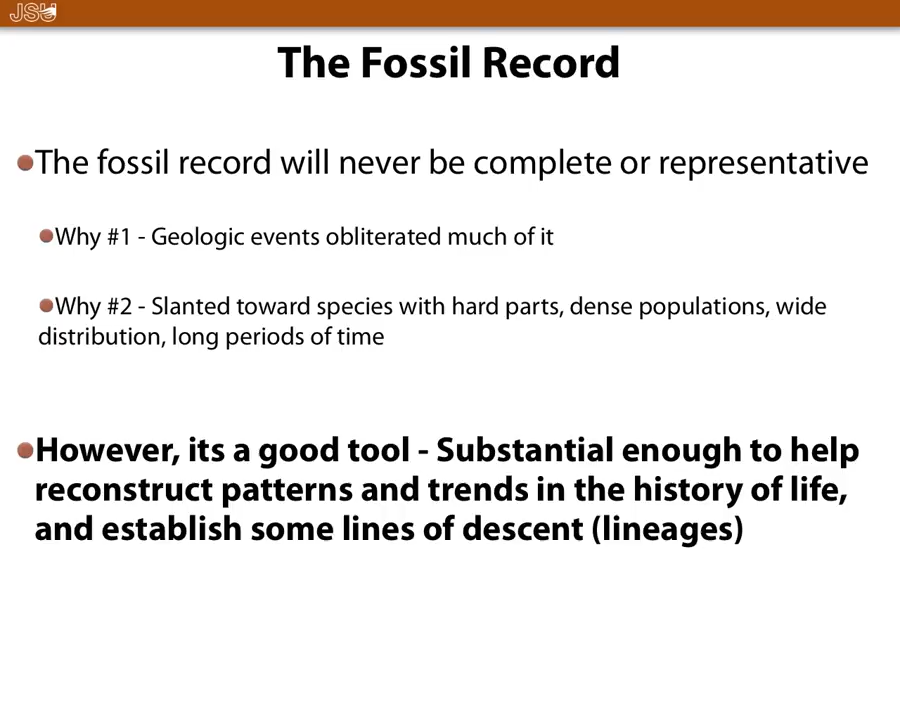 JSU
The Fossil Record
The fossil record will never be complete or representative
Why #1 - Geologic events obliterated much of it
Why #2 - Slanted toward species with hard parts, dense populations, wide
distribution, long periods of time
However, its a good tool - Substantial enough to help
reconstruct patterns and trends in the history of life,
and establish some lines of descent (lineages)